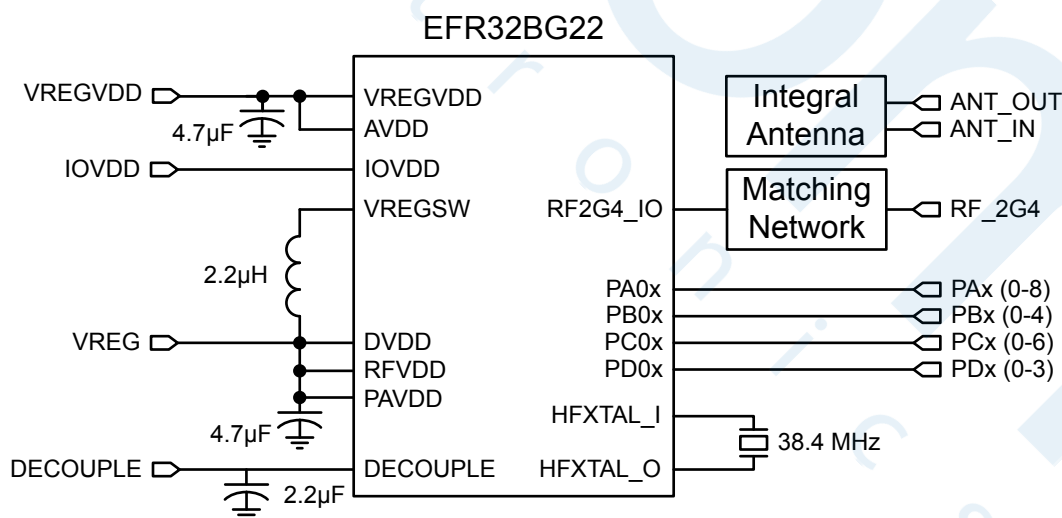 EFR32BG22
VREGVDD
4.7µF
IOVDD
2.2µH
VREG
4.7µF
DECOUPLE
2.2µF
VREGVDD
AVDD
IOVDD
VREGSW
DVDD
RFVDD
PAVDD
DECOUPLE
RF2G4_IO
PA0x
PB0x
PC0x
PD0x
HFXTAL_I
HFXTAL_O
Integral
Antenna
Matching
Network
38.4 MHz
ANT_OUT
ANT_IN
RF_2G4
PAx (0-8)
PBx (0-4)
PCx (0-6)
PDx (0-3)